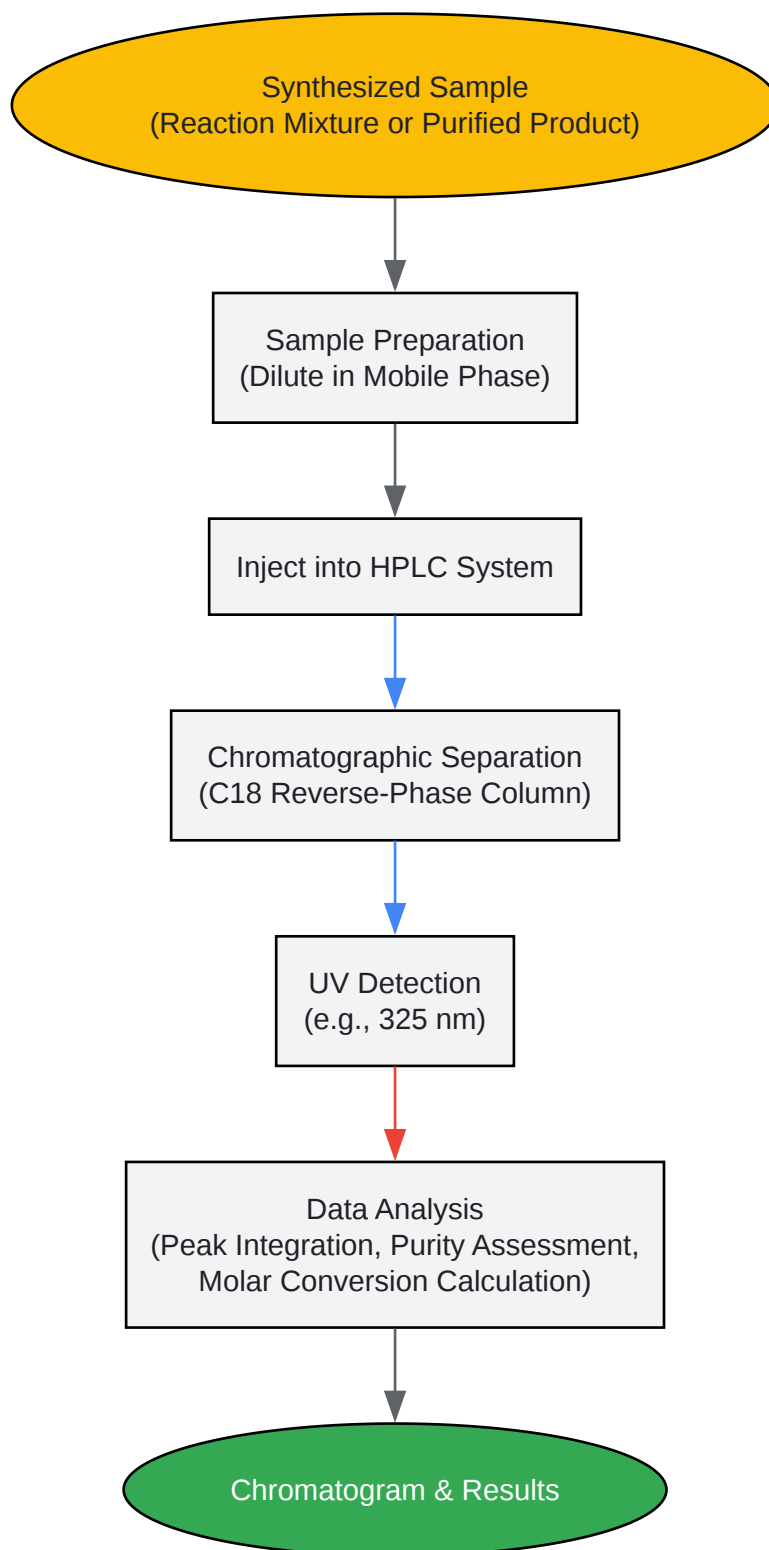 Synthesized Sample
(Reaction Mixture or Purified Product)
Sample Preparation
(Dilute in Mobile Phase)
Inject into HPLC System
Chromatographic Separation
(C18 Reverse-Phase Column)
UV Detection
(e.g., 325 nm)
Data Analysis
(Peak Integration, Purity Assessment,
Molar Conversion Calculation)
Chromatogram & Results